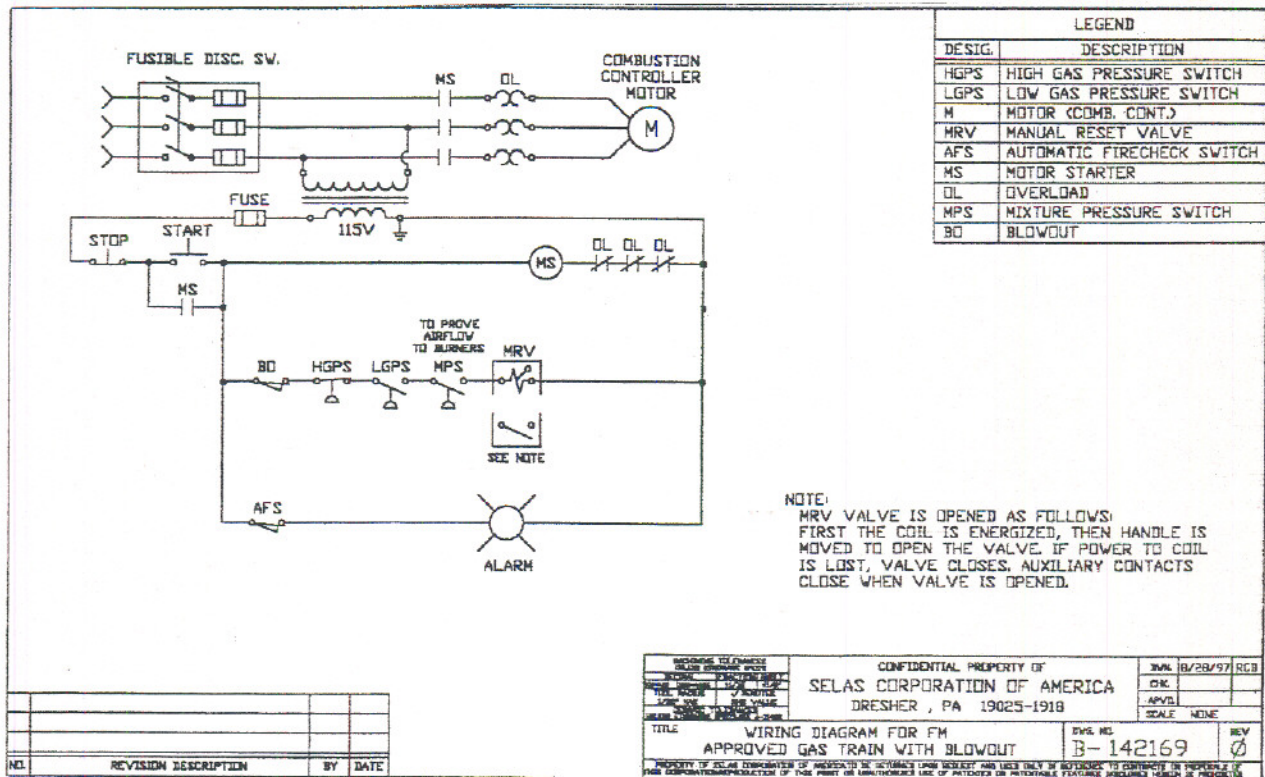 FUSIBLE DISC. SW.
MS
OL
COMBUSTION
CONTROLLER
MOTOR
M
LEGEND
DESIG. DESCRIPTION
HGPS HIGH GAS PRESSURE SWITCH
LGPS LOW GAS PRESSURE SWITCH
M MOTOR (COMB. CONT.)
MRV MANUAL RESET VALVE
AFS AUTOMATIC FIRECHECK SWITCH
MS MOTOR STARTER
OL OVERLOAD
MPS MIXTURE PRESSURE SWITCH
BO BLOWOUT
FUSE
115V
STOP
START
MS
OL OL OL
MS
TO PROVE
AIRFLOW
TO BURNERS
BO HGPS LGPS MPS MRV
SEE NOTE
AFS
ALARM
NOTE:
MRV VALVE IS OPENED AS FOLLOWS:
FIRST THE COIL IS ENERGIZED, THEN HANDLE IS
MOVED TO OPEN THE VALVE. IF POWER TO COIL
IS LOST, VALVE CLOSES. AUXILIARY CONTACTS
CLOSE WHEN VALVE IS OPENED.
CONFIDENTIAL PROPERTY OF
SELAS CORPORATION OF AMERICA
DRESHER , PA 19025-1918
DWN. 8/28/97 RCB
CHK.
APVD.
SCALE NONE
TITLE
WIRING DIAGRAM FOR FM
APPROVED GAS TRAIN WITH BLOWOUT
DWG. NO.
B-142169
REV
Ø
NO. REVISION DESCRIPTION BY DATE